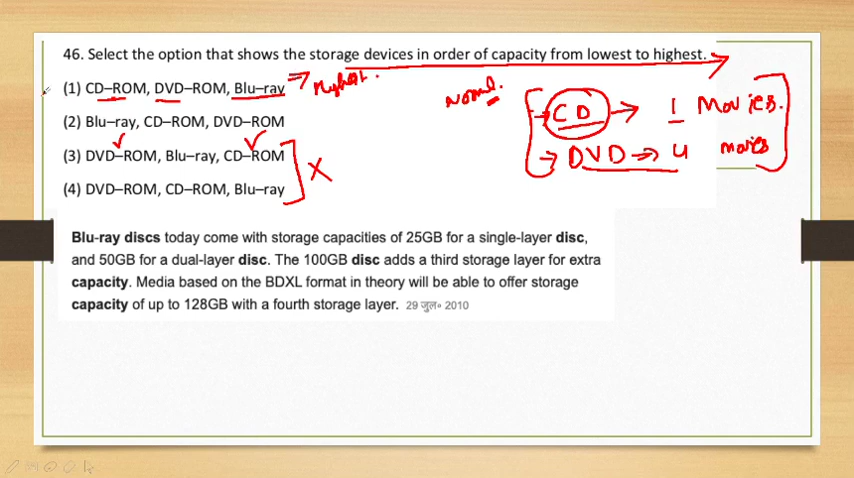 46. Select the option that shows the storage devices in order of capacity from lowest to highest.
(1) CD–ROM, DVD–ROM, Blu–ray → Highest.
(2) Blu–ray, CD–ROM, DVD–ROM
(3) DVD–ROM, Blu–ray, CD–ROM
(4) DVD–ROM, CD–ROM, Blu–ray
Normal.
→ CD → 1 Movies.
→ DVD → 4 movies
Blu-ray discs today come with storage capacities of 25GB for a single-layer disc,
and 50GB for a dual-layer disc. The 100GB disc adds a third storage layer for extra
capacity. Media based on the BDXL format in theory will be able to offer storage
capacity of up to 128GB with a fourth storage layer. 29 जुल॰ 2010